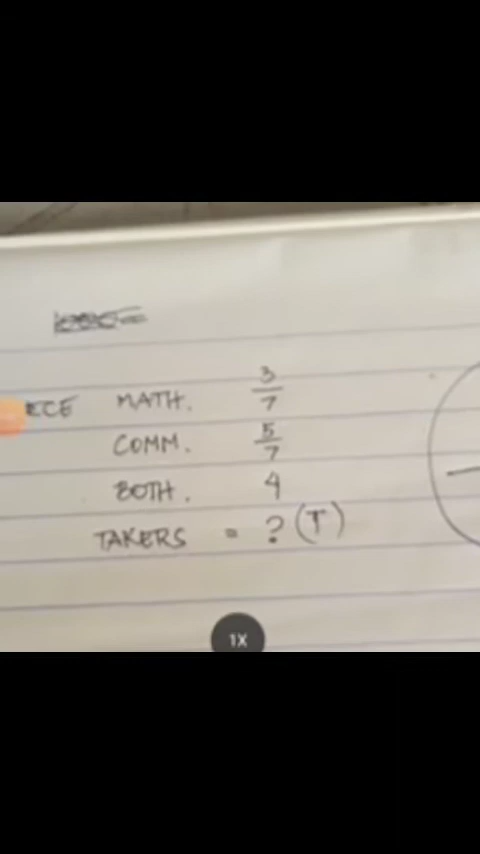 ECE MATH. 3/7
COMM. 5/7
BOTH. 4
TAKERS = ? (T)
1X